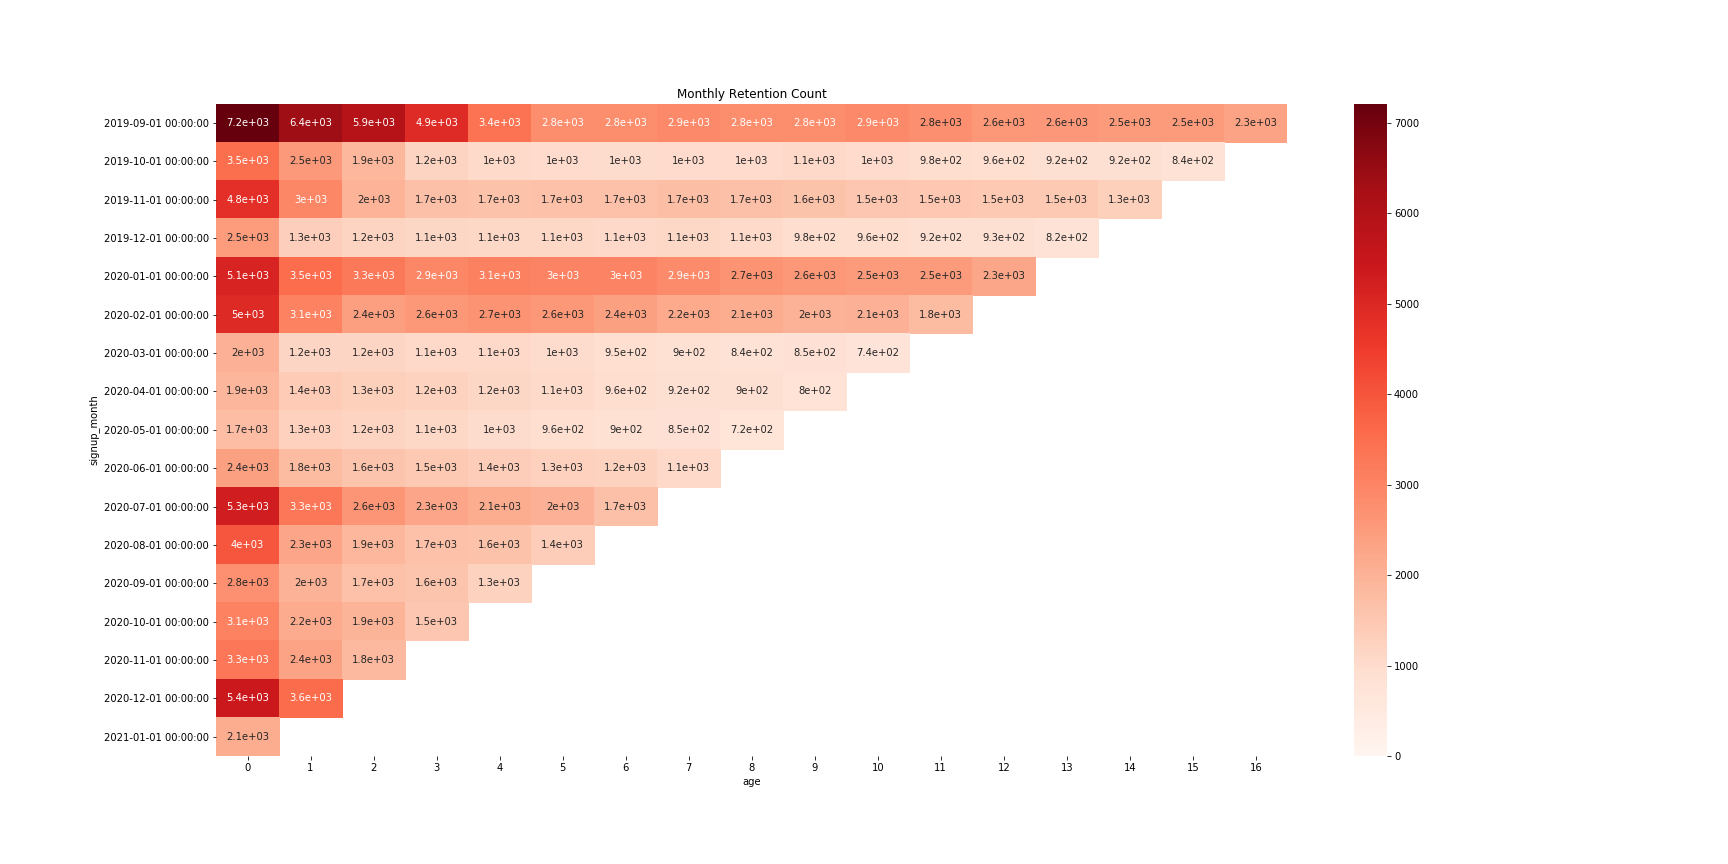 Monthly Retention Count
2019-09-01 00:00:00 7.2e+03 6.4e+03 5.9e+03 4.9e+03 3.4e+03 2.8e+03 2.8e+03 2.9e+03 2.8e+03 2.8e+03 2.9e+03 2.8e+03 2.6e+03 2.6e+03 2.5e+03 2.5e+03 2.3e+03
2019-10-01 00:00:00 3.5e+03 2.5e+03 1.9e+03 1.2e+03 1e+03 1e+03 1e+03 1e+03 1e+03 1.1e+03 1e+03 9.8e+02 9.6e+02 9.2e+02 9.2e+02 8.4e+02
2019-11-01 00:00:00 4.8e+03 3e+03 2e+03 1.7e+03 1.7e+03 1.7e+03 1.7e+03 1.7e+03 1.7e+03 1.6e+03 1.5e+03 1.5e+03 1.5e+03 1.5e+03 1.3e+03
2019-12-01 00:00:00 2.5e+03 1.3e+03 1.2e+03 1.1e+03 1.1e+03 1.1e+03 1.1e+03 1.1e+03 1.1e+03 9.8e+02 9.6e+02 9.2e+02 9.3e+02 8.2e+02
2020-01-01 00:00:00 5.1e+03 3.5e+03 3.3e+03 2.9e+03 3.1e+03 3e+03 3e+03 2.9e+03 2.7e+03 2.6e+03 2.5e+03 2.5e+03 2.3e+03
2020-02-01 00:00:00 5e+03 3.1e+03 2.4e+03 2.6e+03 2.7e+03 2.6e+03 2.4e+03 2.2e+03 2.1e+03 2e+03 2.1e+03 1.8e+03
2020-03-01 00:00:00 2e+03 1.2e+03 1.2e+03 1.1e+03 1.1e+03 1e+03 9.5e+02 9e+02 8.4e+02 8.5e+02 7.4e+02
2020-04-01 00:00:00 1.9e+03 1.4e+03 1.3e+03 1.2e+03 1.2e+03 1.1e+03 9.6e+02 9.2e+02 9e+02 8e+02
2020-05-01 00:00:00 1.7e+03 1.3e+03 1.2e+03 1.1e+03 1e+03 9.6e+02 9e+02 8.5e+02 7.2e+02
2020-06-01 00:00:00 2.4e+03 1.8e+03 1.6e+03 1.5e+03 1.4e+03 1.3e+03 1.2e+03 1.1e+03
2020-07-01 00:00:00 5.3e+03 3.3e+03 2.6e+03 2.3e+03 2.1e+03 2e+03 1.7e+03
2020-08-01 00:00:00 4e+03 2.3e+03 1.9e+03 1.7e+03 1.6e+03 1.4e+03
2020-09-01 00:00:00 2.8e+03 2e+03 1.7e+03 1.6e+03 1.3e+03
2020-10-01 00:00:00 3.1e+03 2.2e+03 1.9e+03 1.5e+03
2020-11-01 00:00:00 3.3e+03 2.4e+03 1.8e+03
2020-12-01 00:00:00 5.4e+03 3.6e+03
2021-01-01 00:00:00 2.1e+03
0 1 2 3 4 5 6 7 8 9 10 11 12 13 14 15 16
age
signup_month
7000
6000
5000
4000
3000
2000
1000
0